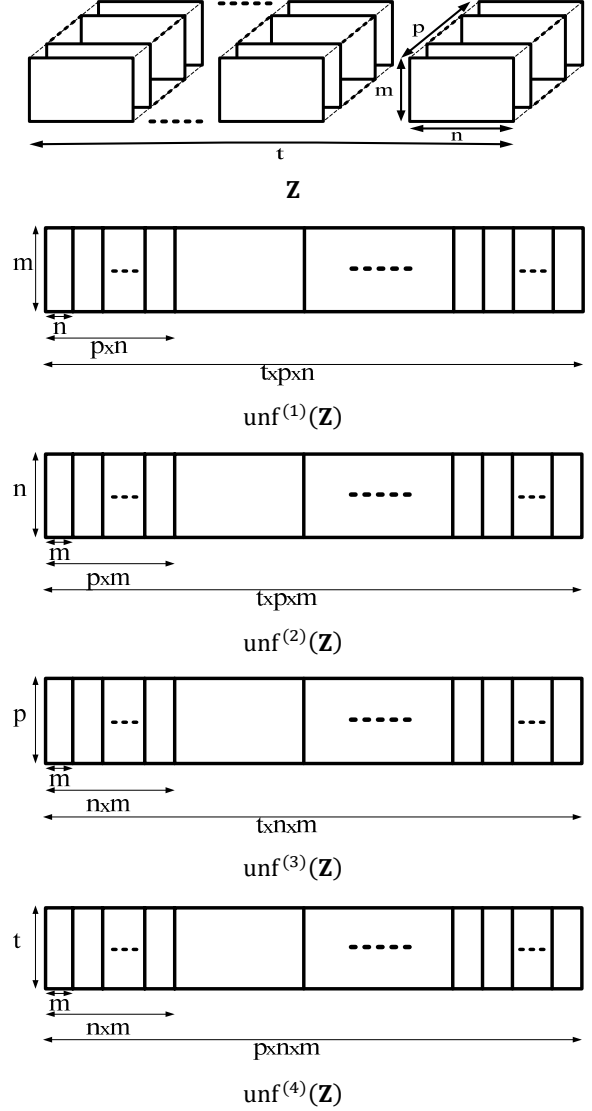 p
m
n
t
Z
m
n
pxn
txpxn
unf⁽¹⁾(Z)
n
m
pxm
txpxm
unf⁽²⁾(Z)
p
m
nxm
txnxm
unf⁽³⁾(Z)
t
m
nxm
pxnxm
unf⁽⁴⁾(Z)